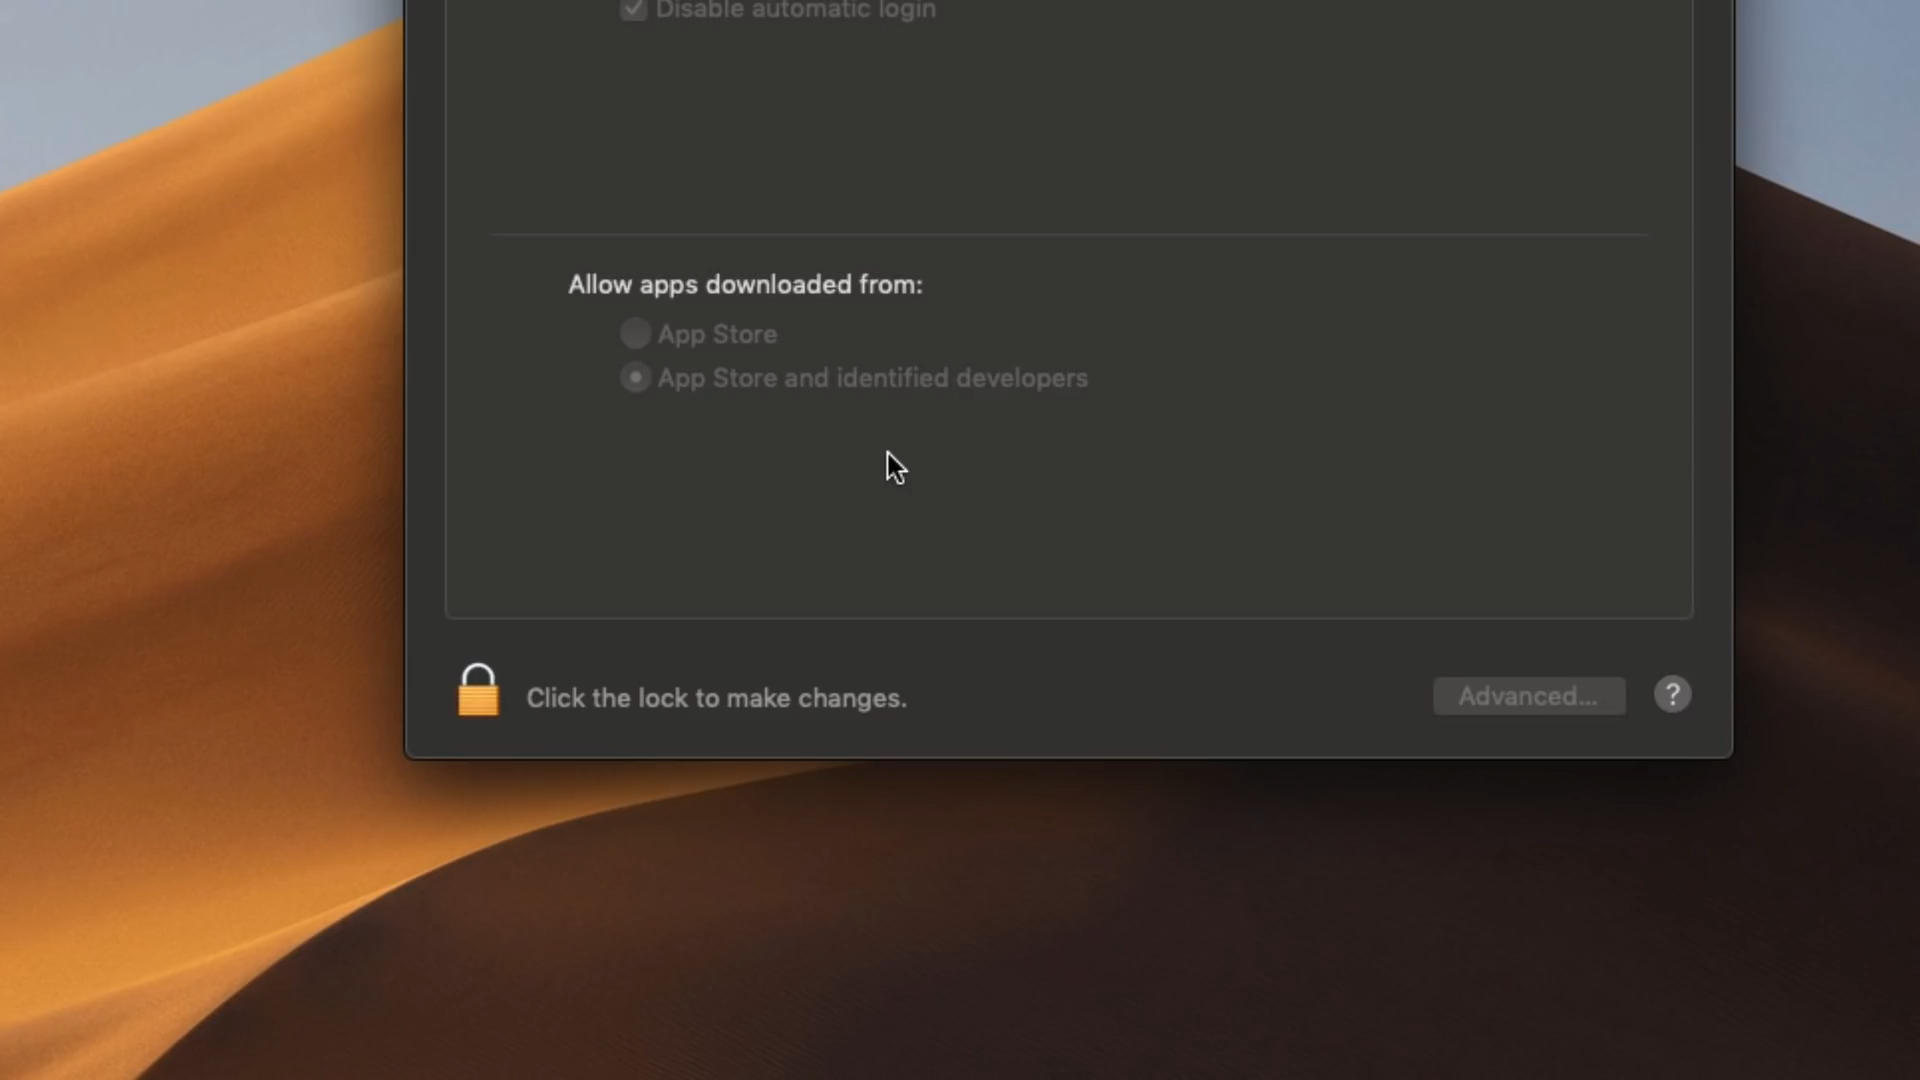 Disable automatic login
Allow apps downloaded from:
App Store
App Store and identified developers
Click the lock to make changes.
Advanced...
?